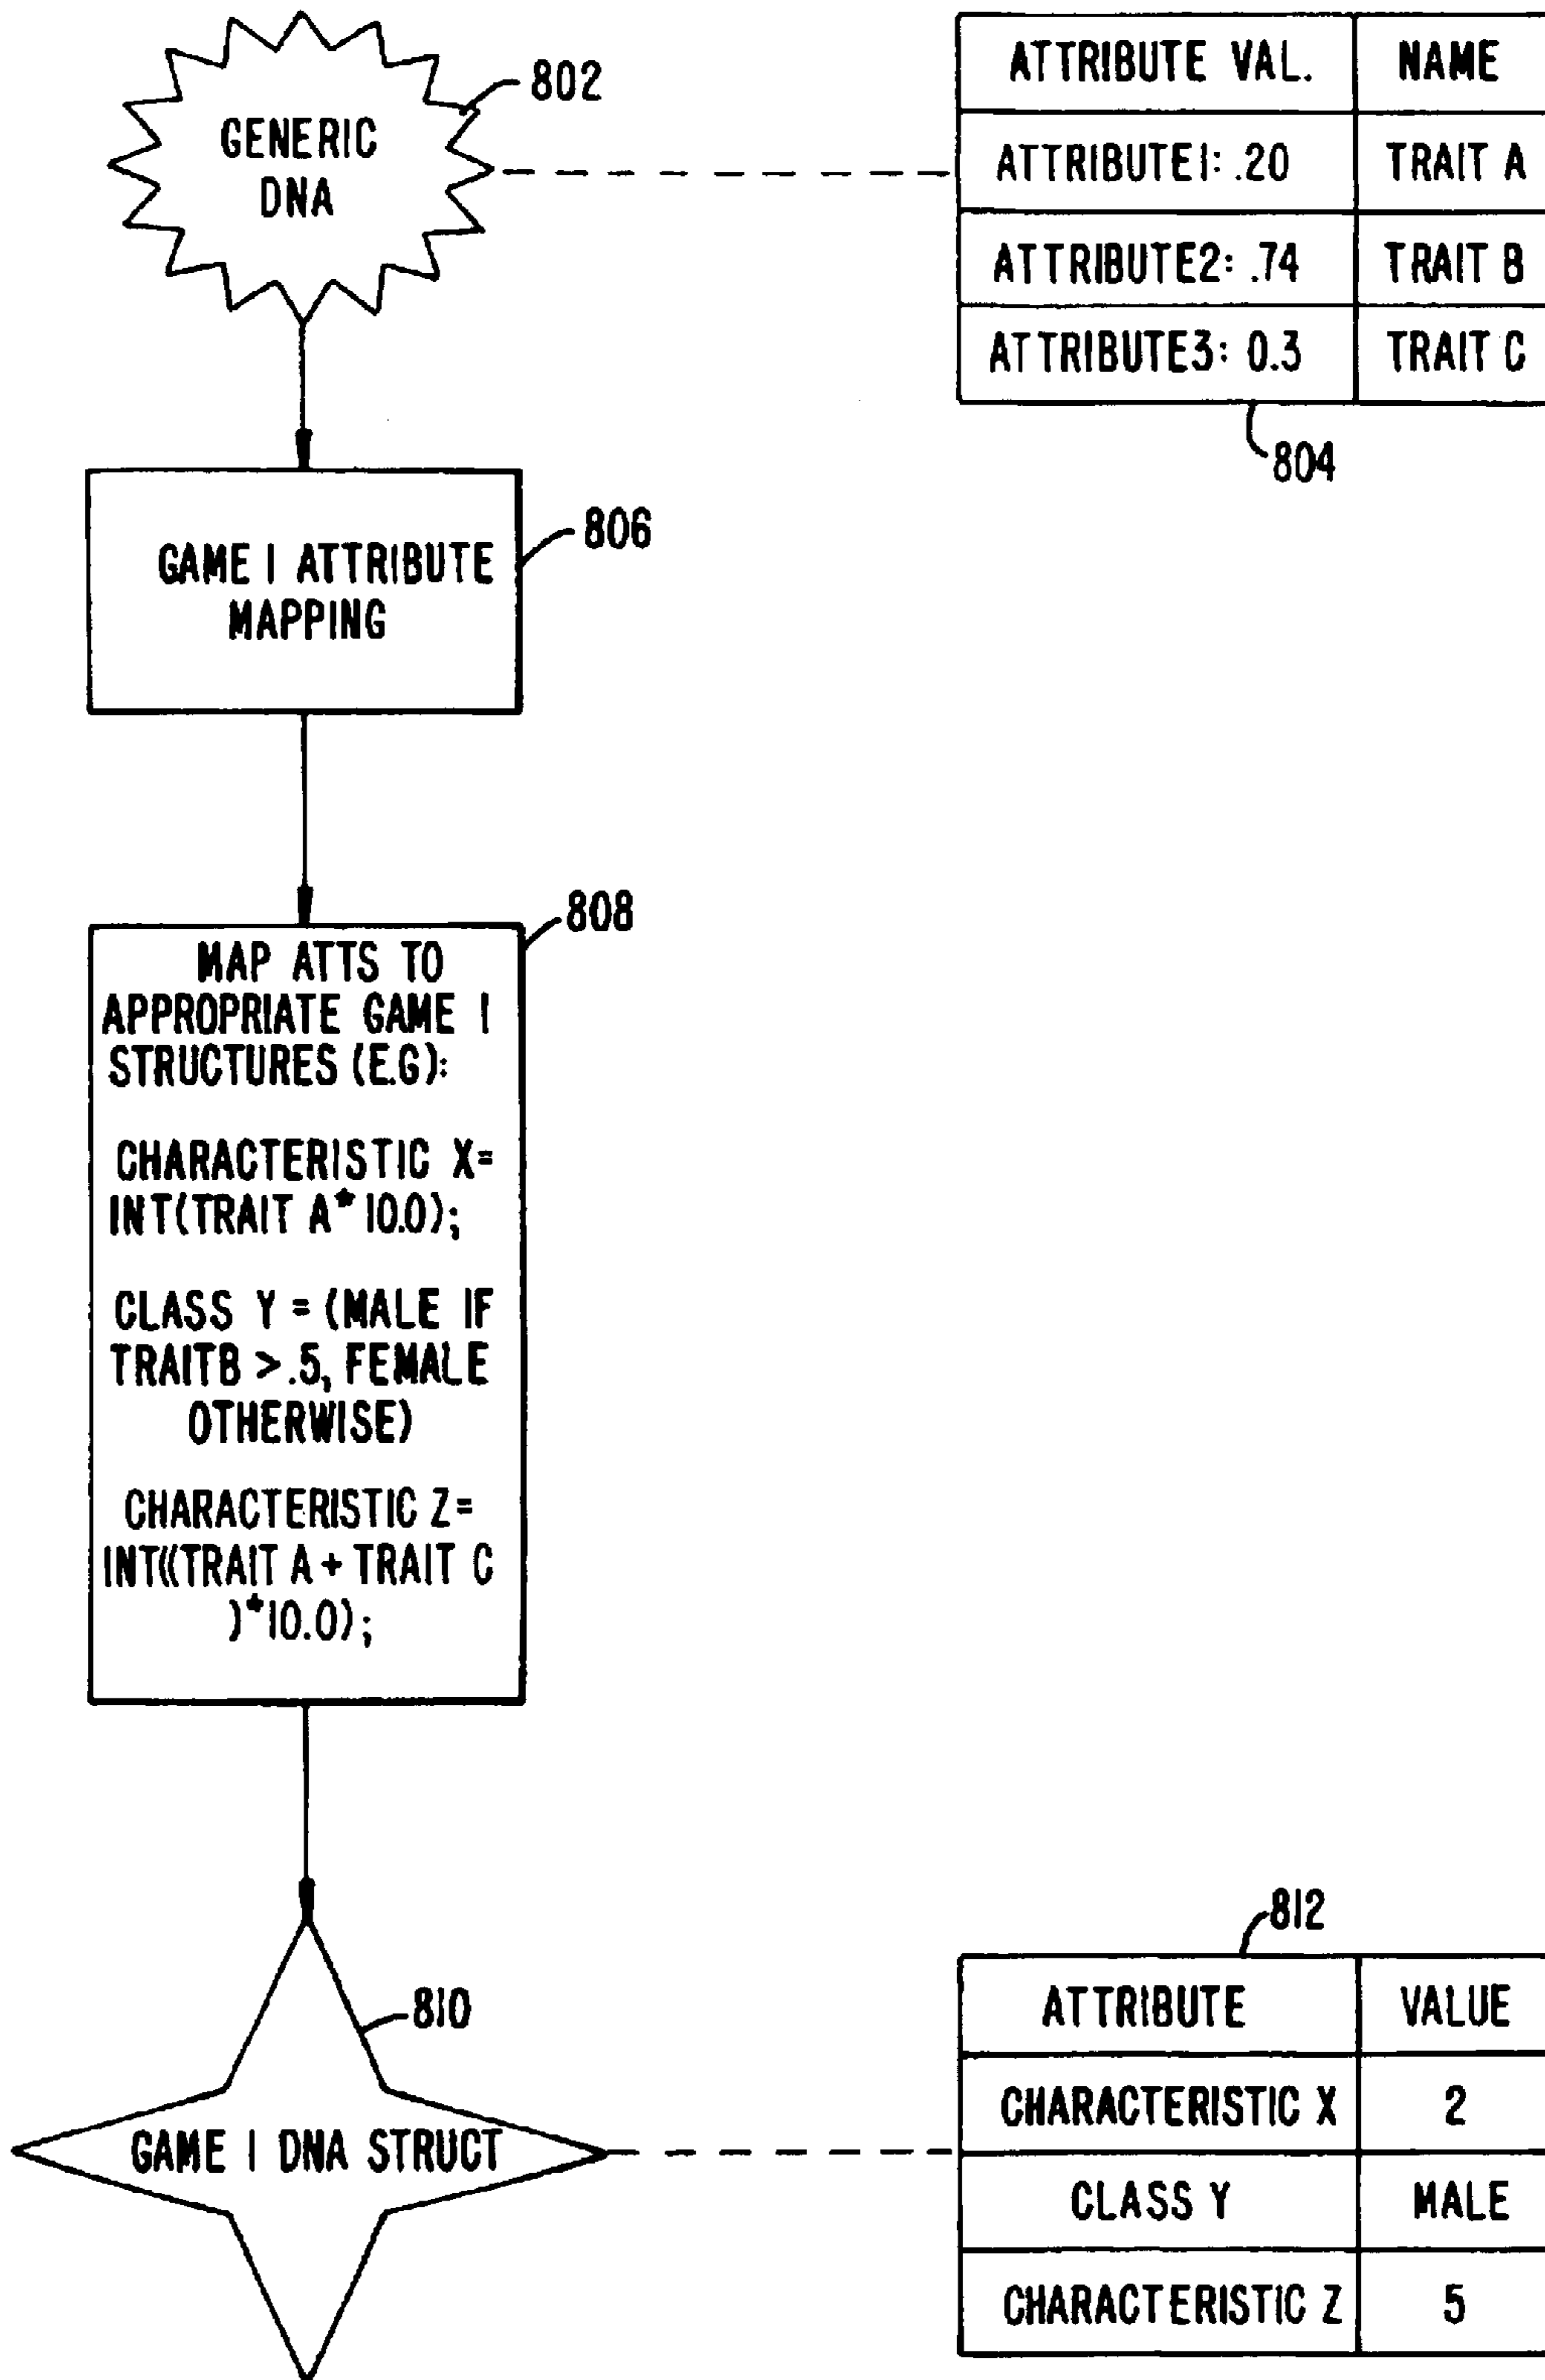 802
GENERIC
DNA
ATTRIBUTE VAL. NAME
ATTRIBUTE1: .20 TRAIT A
ATTRIBUTE2: .74 TRAIT B
ATTRIBUTE3: 0.3 TRAIT C
804
806
GAME 1 ATTRIBUTE
MAPPING
808
MAP ATTS TO
APPROPRIATE GAME 1
STRUCTURES (E.G):
CHARACTERISTIC X=
INT(TRAIT A* 10.0);
CLASS Y = (MALE IF
TRAITB >.5, FEMALE
OTHERWISE)
CHARACTERISTIC Z=
INT((TRAIT A + TRAIT C
)*10.0);
810
GAME 1 DNA STRUCT
812
ATTRIBUTE VALUE
CHARACTERISTIC X 2
CLASS Y MALE
CHARACTERISTIC Z 5